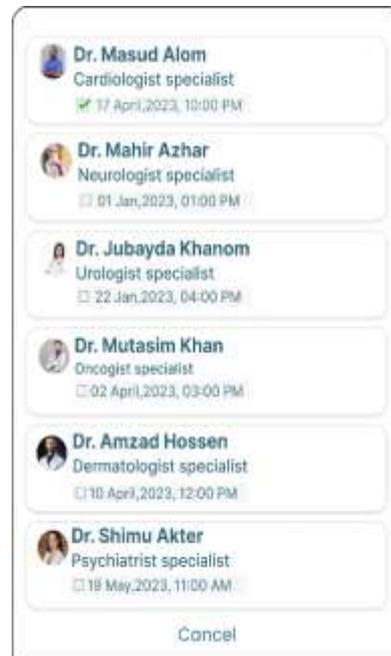 Dr. Masud Alom
Cardiologist specialist
17 April,2023, 10:00 PM
Dr. Mahir Azhar
Neurologist specialist
01 Jan,2023, 01:00 PM
Dr. Jubayda Khanom
Urologist specialist
22 Jan,2023, 04:00 PM
Dr. Mutasim Khan
Oncogist specialist
02 April,2023, 03:00 PM
Dr. Amzad Hossen
Dermatologist specialist
10 April,2023, 12:00 PM
Dr. Shimu Akter
Psychiatrist specialist
19 May,2023, 11:00 AM
Concel